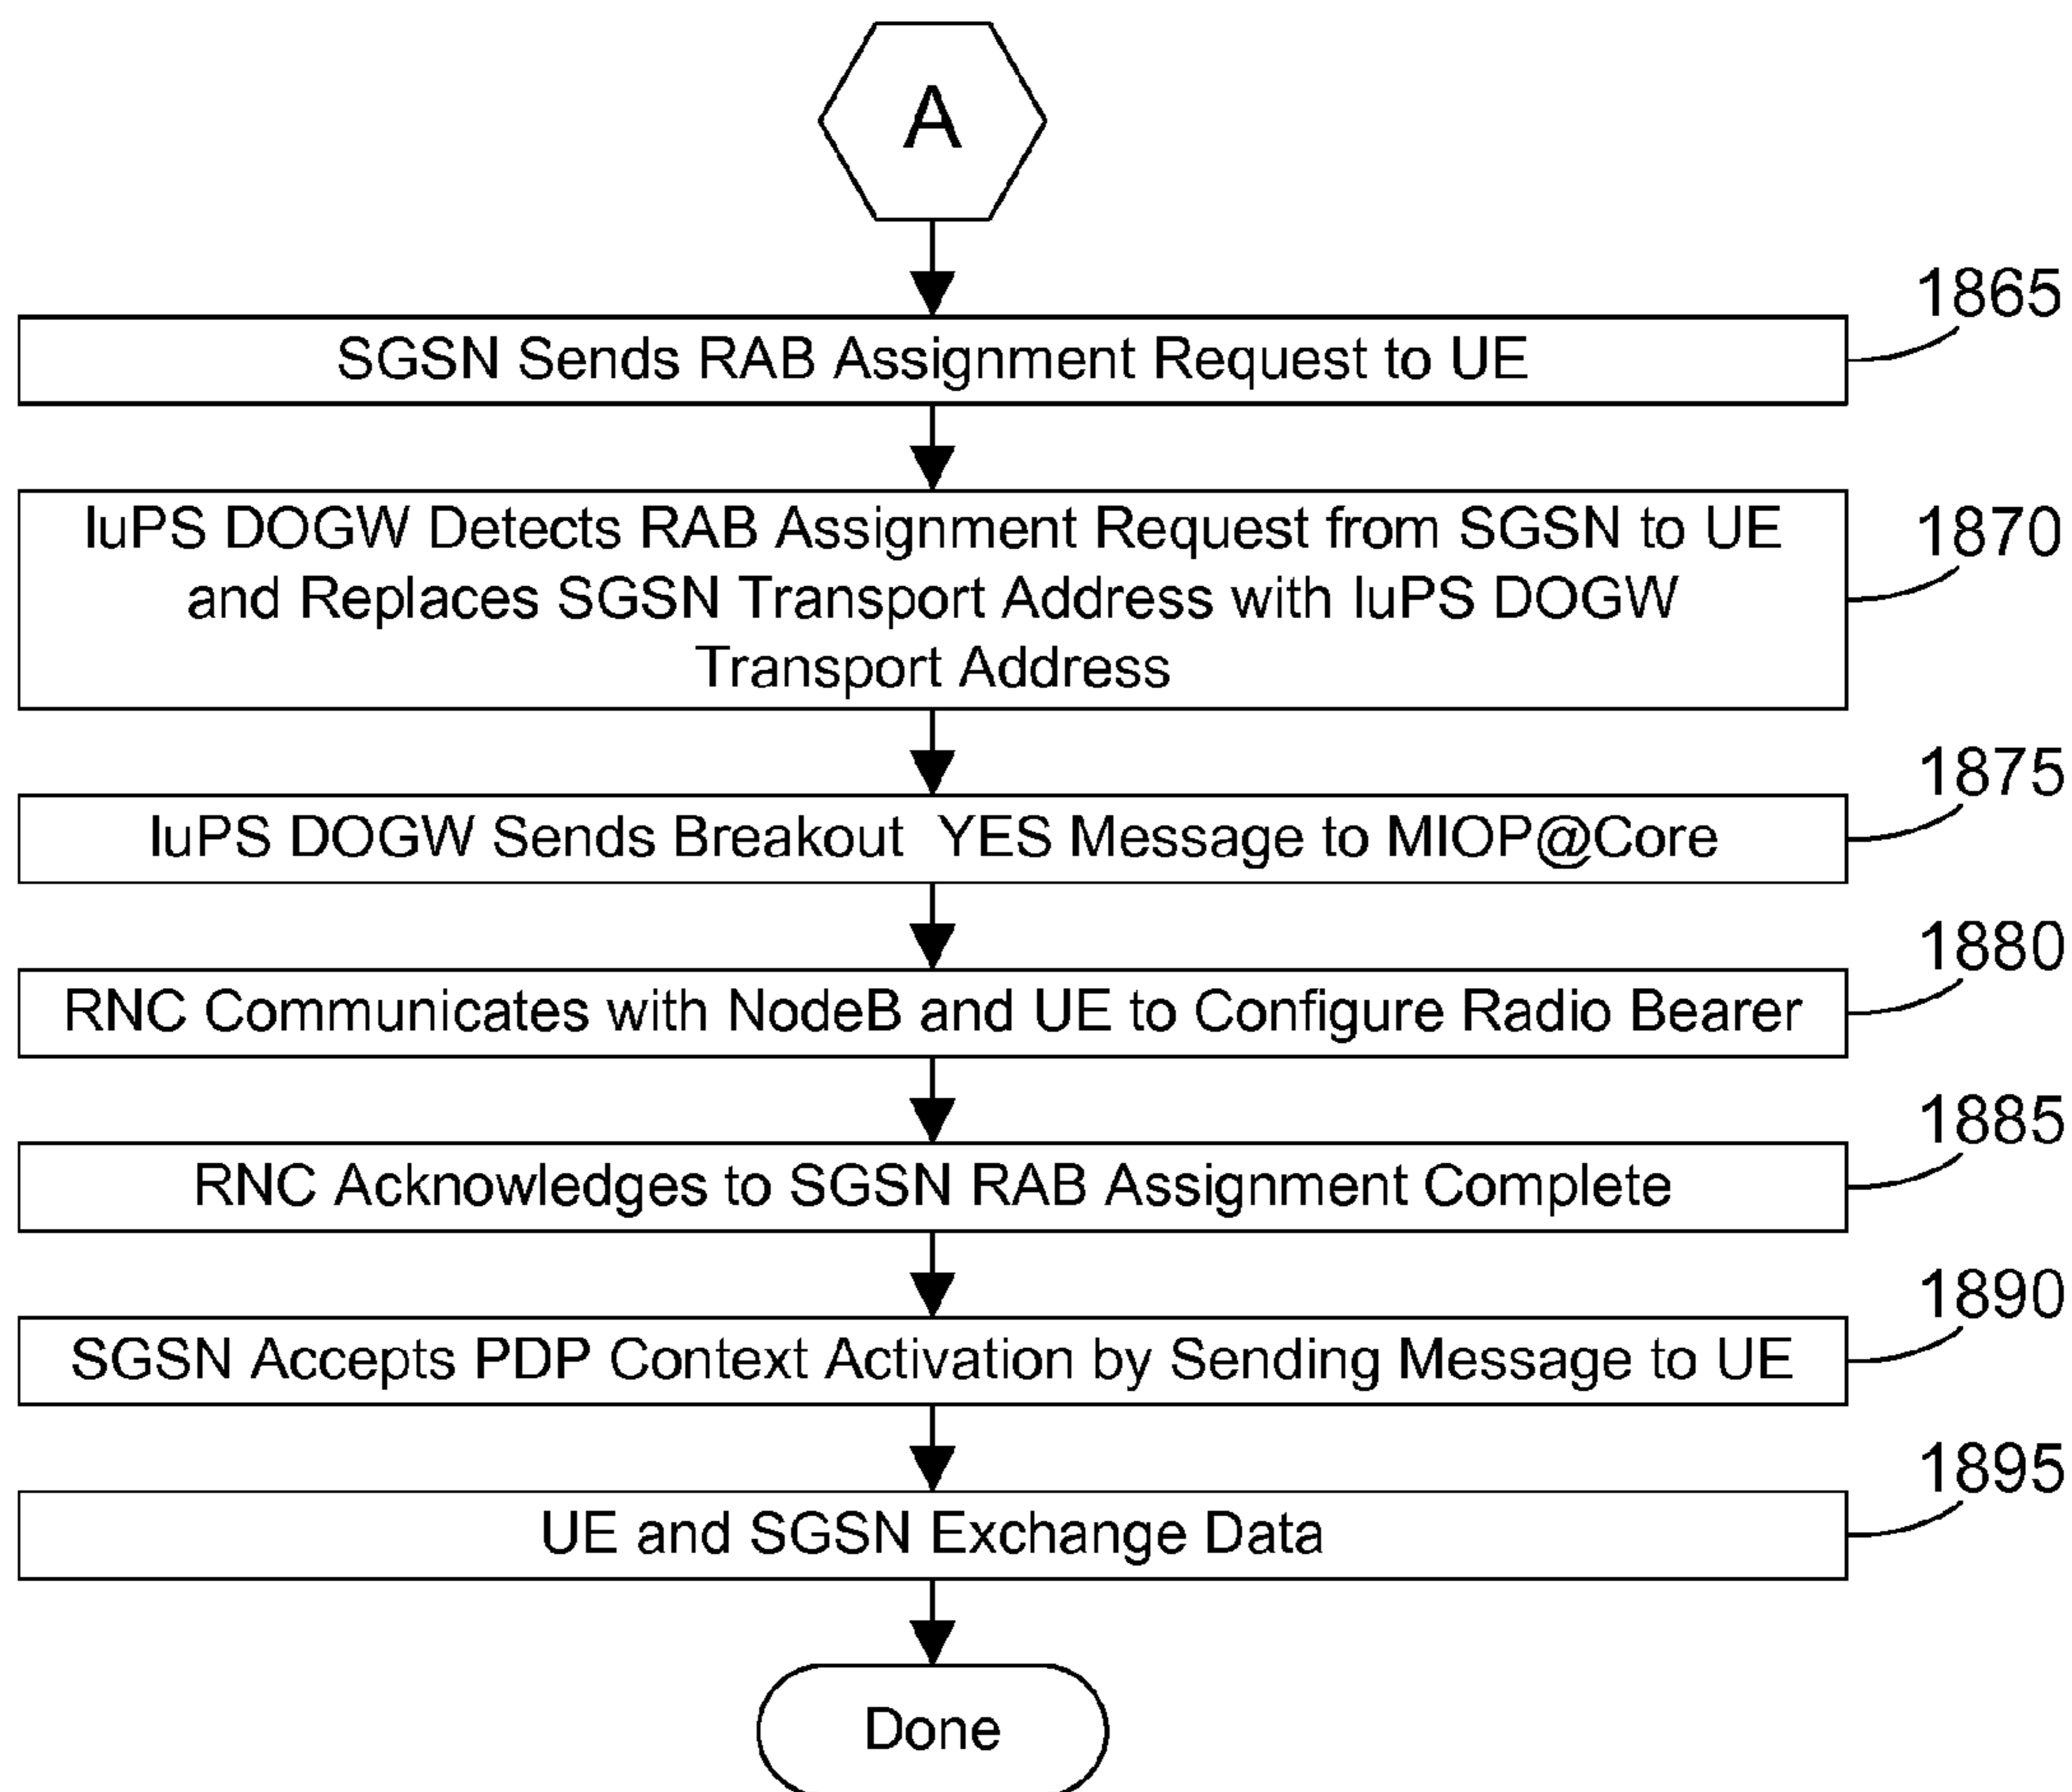 A
1865
SGSN Sends RAB Assignment Request to UE
1870
IuPS DOGW Detects RAB Assignment Request from SGSN to UE
and Replaces SGSN Transport Address with IuPS DOGW
Transport Address
1875
IuPS DOGW Sends Breakout YES Message to MIOP@Core
1880
RNC Communicates with NodeB and UE to Configure Radio Bearer
1885
RNC Acknowledges to SGSN RAB Assignment Complete
1890
SGSN Accepts PDP Context Activation by Sending Message to UE
1895
UE and SGSN Exchange Data
Done